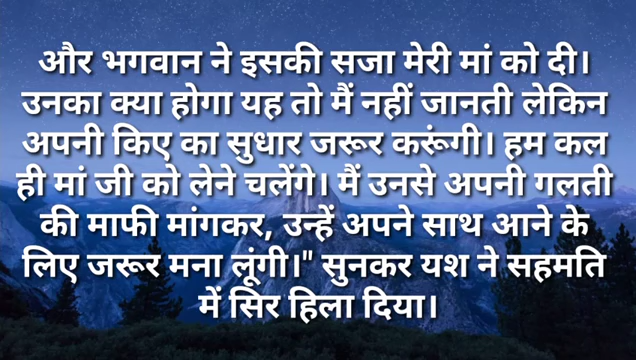 और भगवान ने इसकी सजा मेरी मां को दी।
उनका क्या होगा यह तो मैं नहीं जानती लेकिन
अपनी किए का सुधार जरूर करूंगी। हम कल
ही मां जी को लेने चलेंगे। मैं उनसे अपनी गलती
की माफी मांगकर, उन्हें अपने साथ आने के
लिए जरूर मना लूंगी।" सुनकर यश ने सहमति
में सिर हिला दिया।